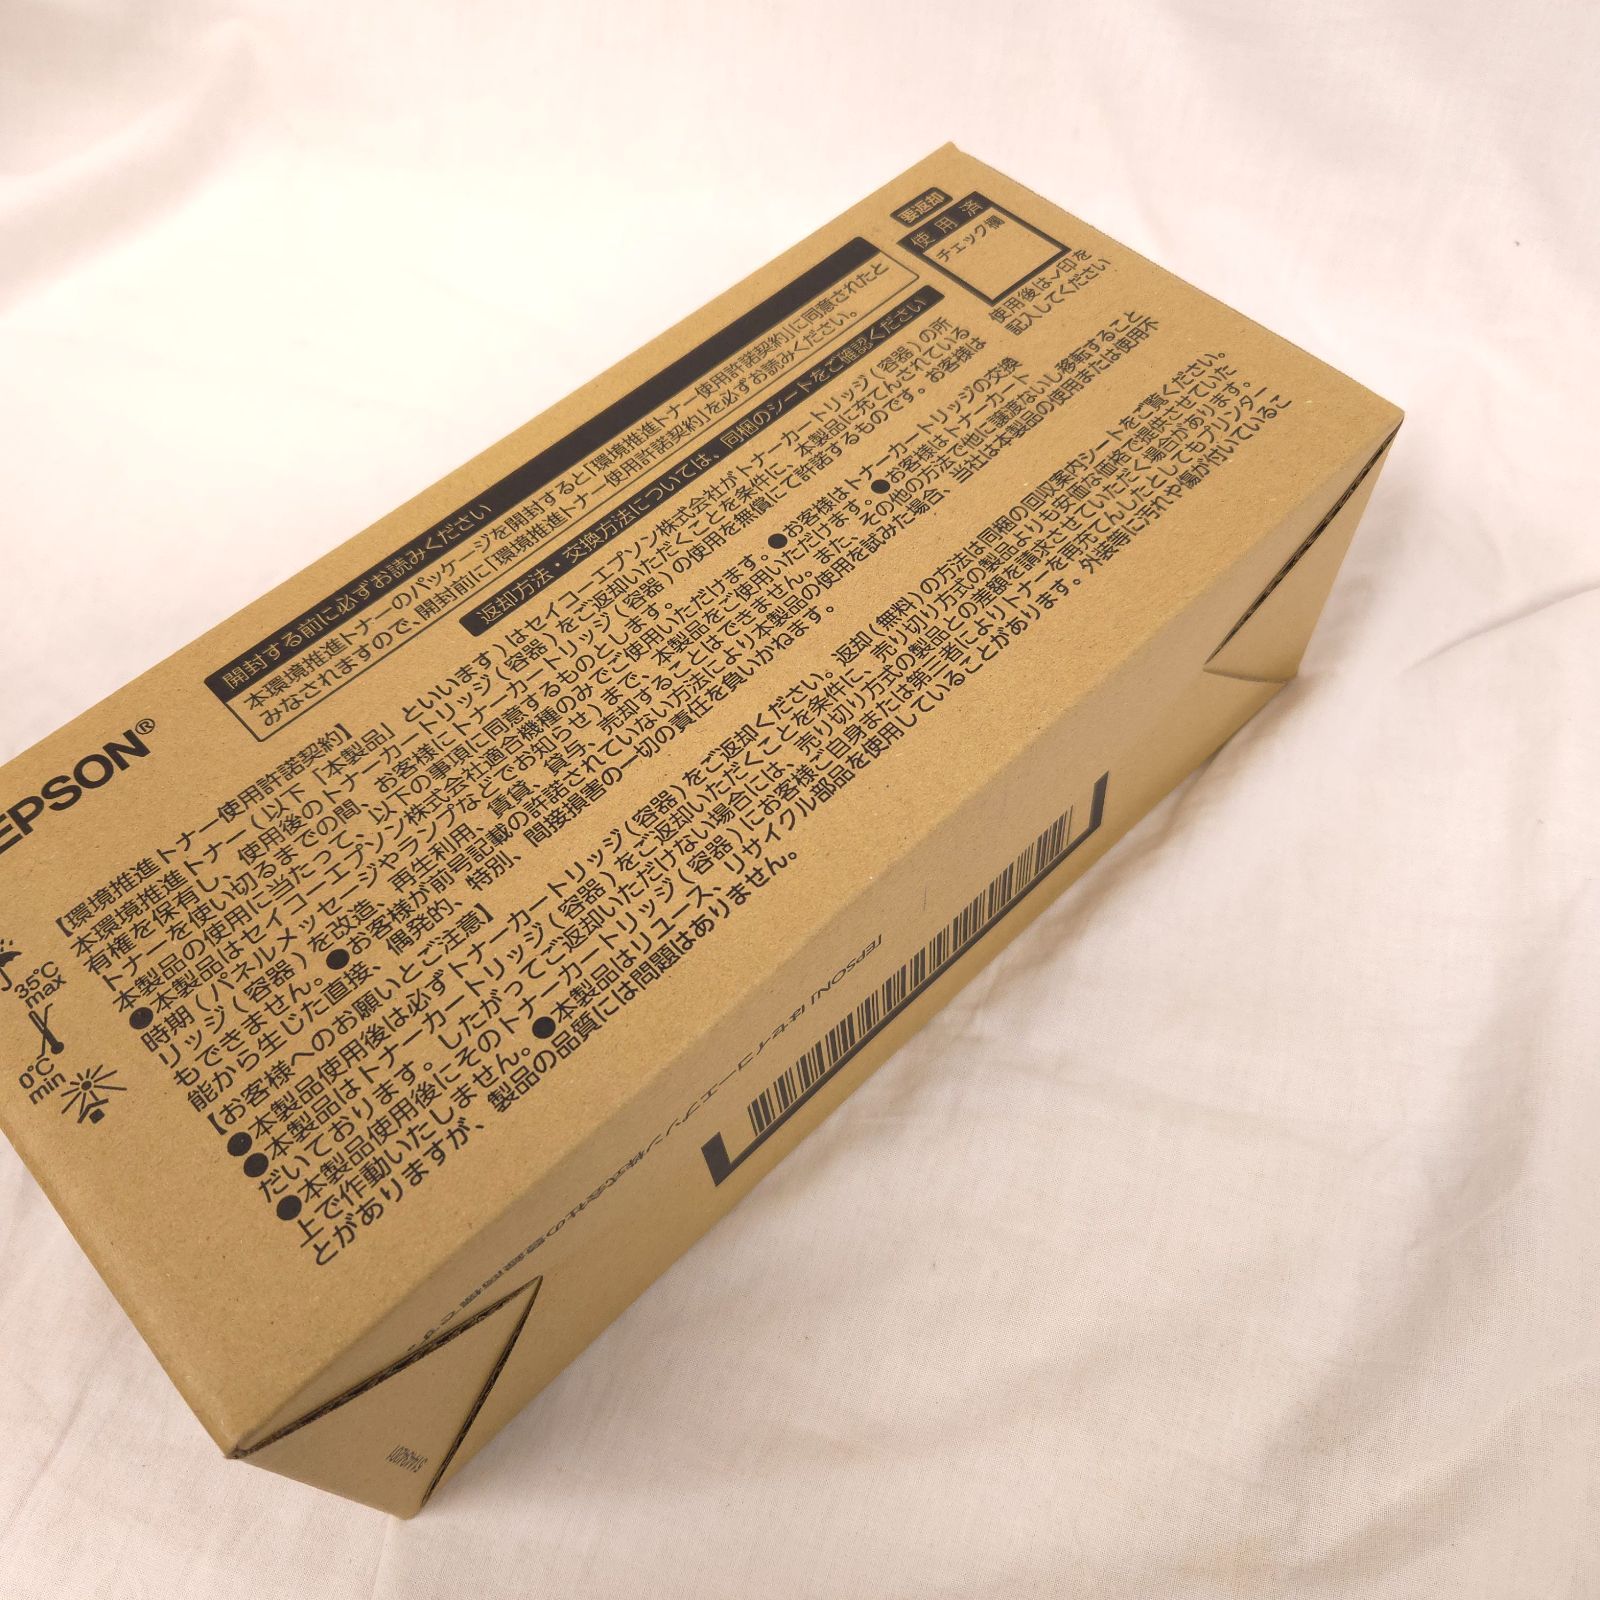 EPSON®
35℃
max
0℃
min
要返却
使用済
チェック欄
使用後は✓印を
記入してください
開封する前に必ずお読みください
本環境推進トナーのパッケージを開封すると「環境推進トナー使用許諾契約」に同意されたと
みなされますので、開封前に「環境推進トナー使用許諾契約」を必ずお読みください。
返却方法・交換方法については、同梱のシートをご確認ください
【環境推進トナー使用許諾契約】
本環境推進トナー(以下「本製品」といいます)はセイコーエプソン株式会社がトナーカートリッジ(容器)の所
有権を保有し、使用後のトナーカートリッジ(容器)をご返却いただくことを条件に、本製品に充てんされている
トナーを使い切るまでの間、お客様にトナーカートリッジ(容器)の使用を無償にて許諾するものです。お客様は
本製品の使用に当たって、以下の事項に同意するものとします。
●本製品はセイコーエプソン株式会社適合機種のみでご使用いただけます。●お客様はトナーカートリッジの交換
時期(パネルメッセージやランプなどでお知らせ)まで、本製品をご使用いただけます。●お客様はトナーカート
リッジ(容器)を改造、再生利用、賃貸、貸与、売却することはできません。また、その他の方法で他に譲渡ないし移転すること
もできません。●お客様が前号記載の許諾されていない方法により本製品の使用を試みた場合、当社は本製品の使用または使用不
能から生じた直接、偶発的、特別、間接損害の一切の責任を負いかねます。
【お客様へのお願いとご注意】
●本製品使用後は必ずトナーカートリッジ(容器)をご返却ください。返却(無料)の方法は同梱の回収案内シートをご覧ください。
●本製品はトナーカートリッジ(容器)をご返却いただくことを条件に、売り切り方式の製品よりも安価な価格で提供させていた
だいております。したがってご返却いただけない場合には、売り切り方式の製品との差額を請求させていただく場合があります。
●本製品使用後にそのトナーカートリッジ(容器)にお客様ご自身または第三者によりトナーを再充てんしたとしてもプリンター
上で作動いたしません。●本製品はリユース、リサイクル部品を使用していることがあります。外装等に汚れや傷が付いているこ
とがありますが、製品の品質には問題はありません。
「EPSON」はセイコーエプソン株式会社の登録商標です。